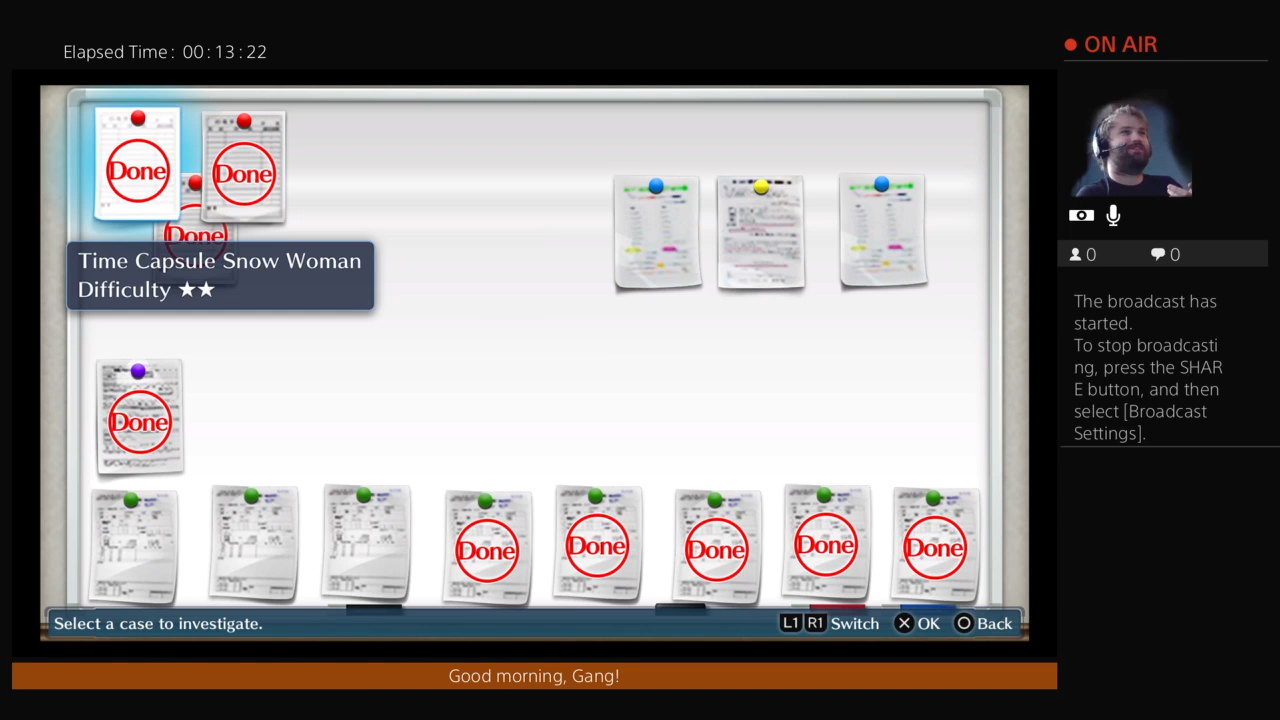 Elapsed Time: 00:13:22
ON AIR
Done
Done
Done
Time Capsule Snow Woman
Difficulty ★★
Done
Done
Done
Done
Done
Done
Select a case to investigate.
L1 R1 Switch OK Back
0 0
The broadcast has
started.
To stop broadcasti
ng, press the SHAR
E button, and then
select [Broadcast
Settings].
Good morning, Gang!